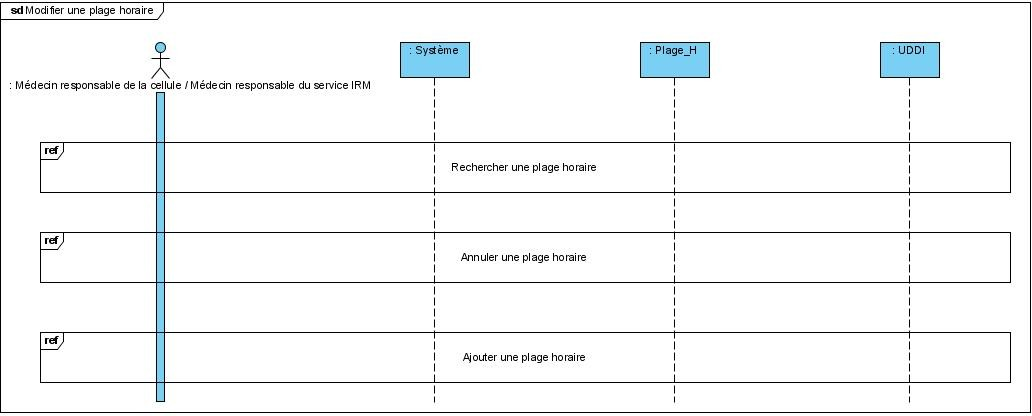 sd Modifier une plage horaire
: Système
: Plage_H
: UDDI
: Médecin responsable de la cellule / Médecin responsable du service IRM
ref
Rechercher une plage horaire
ref
Annuler une plage horaire
ref
Ajouter une plage horaire